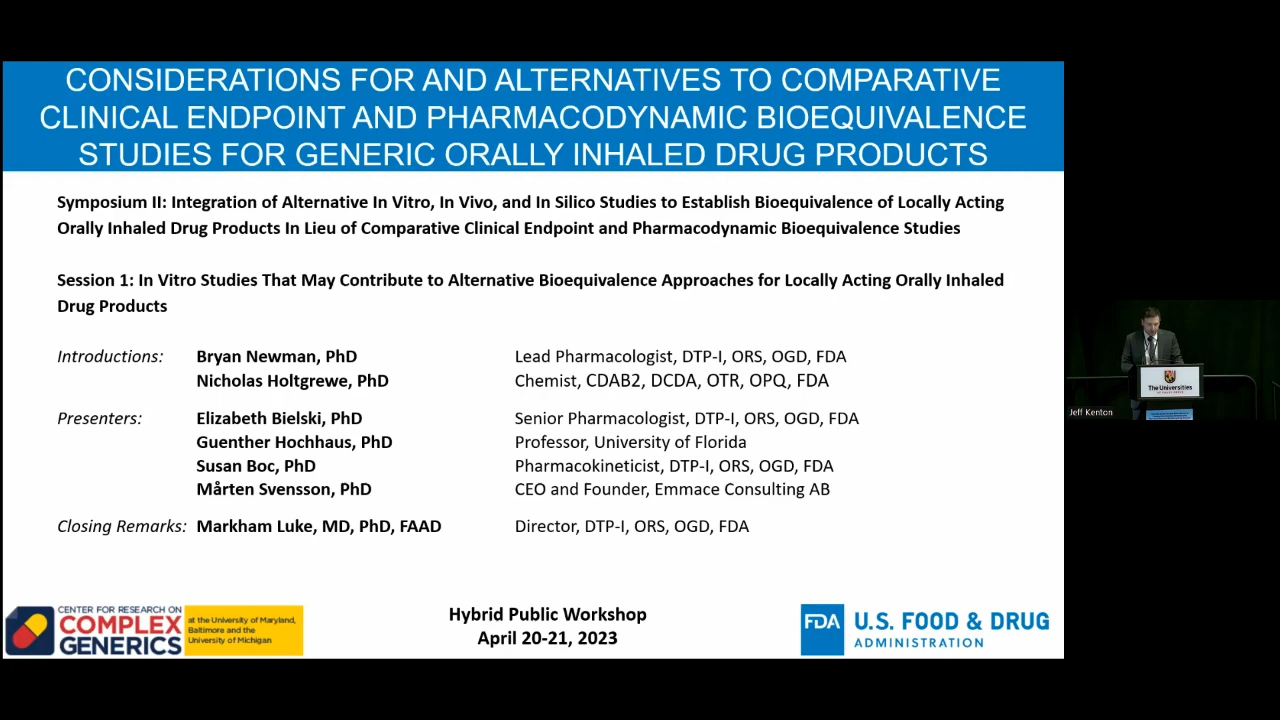 CONSIDERATIONS FOR AND ALTERNATIVES TO COMPARATIVE
CLINICAL ENDPOINT AND PHARMACODYNAMIC BIOEQUIVALENCE
STUDIES FOR GENERIC ORALLY INHALED DRUG PRODUCTS
Symposium II: Integration of Alternative In Vitro, In Vivo, and In Silico Studies to Establish Bioequivalence of Locally Acting
Orally Inhaled Drug Products In Lieu of Comparative Clinical Endpoint and Pharmacodynamic Bioequivalence Studies
Session 1: In Vitro Studies That May Contribute to Alternative Bioequivalence Approaches for Locally Acting Orally Inhaled
Drug Products
Introductions: Bryan Newman, PhD Lead Pharmacologist, DTP-I, ORS, OGD, FDA
Nicholas Holtgrewe, PhD Chemist, CDAB2, DCDA, OTR, OPQ, FDA
Presenters: Elizabeth Bielski, PhD Senior Pharmacologist, DTP-I, ORS, OGD, FDA
Guenther Hochhaus, PhD Professor, University of Florida
Susan Boc, PhD Pharmacokineticist, DTP-I, ORS, OGD, FDA
Mårten Svensson, PhD CEO and Founder, Emmace Consulting AB
Closing Remarks: Markham Luke, MD, PhD, FAAD Director, DTP-I, ORS, OGD, FDA
CENTER FOR RESEARCH ON
COMPLEX
GENERICS
at the University of Maryland,
Baltimore and the
University of Michigan
Hybrid Public Workshop
April 20-21, 2023
FDA U.S. FOOD & DRUG
ADMINISTRATION
The Universities
Jeff Kenton